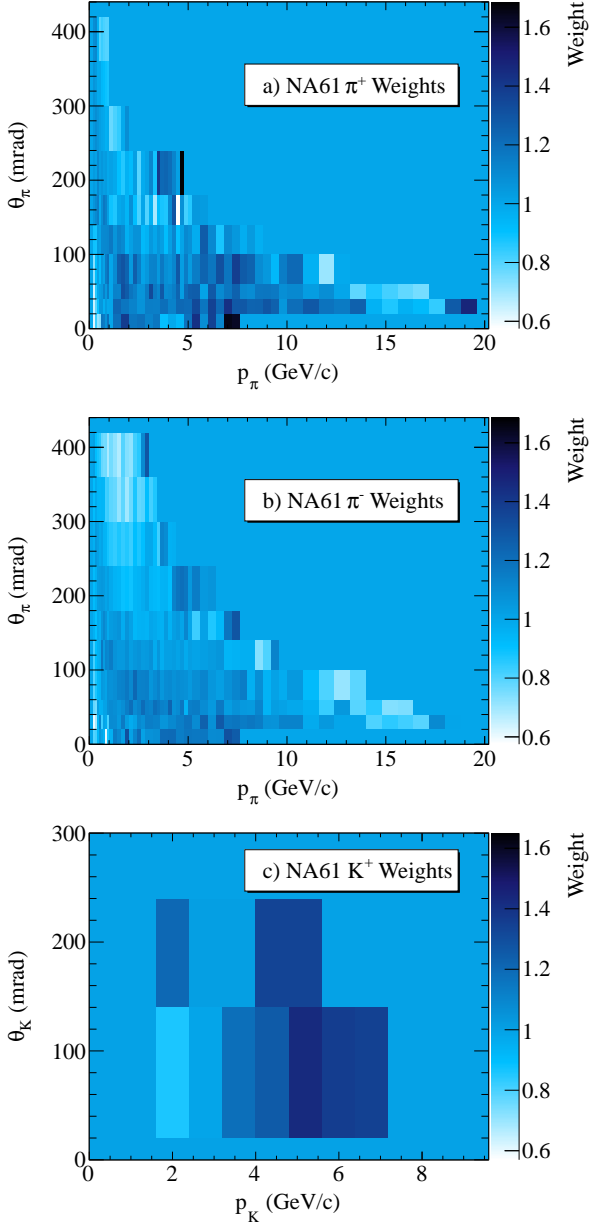 400
300
200
100
0
θπ (mrad)
a) NA61 π+ Weights
0 5 10 15 20
pπ (GeV/c)
Weight
1.6
1.4
1.2
1
0.8
0.6
400
300
200
100
0
θπ (mrad)
b) NA61 π- Weights
0 5 10 15 20
pπ (GeV/c)
Weight
1.6
1.4
1.2
1
0.8
0.6
300
200
100
0
θK (mrad)
c) NA61 K+ Weights
0 2 4 6 8
pK (GeV/c)
Weight
1.6
1.4
1.2
1
0.8
0.6